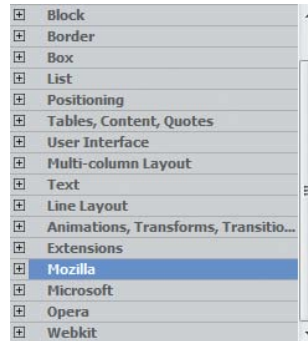 Block
Border
Box
List
Positioning
Tables, Content, Quotes
User Interface
Multi-column Layout
Text
Line Layout
Animations, Transforms, Transitio...
Extensions
Mozilla
Microsoft
Opera
Webkit